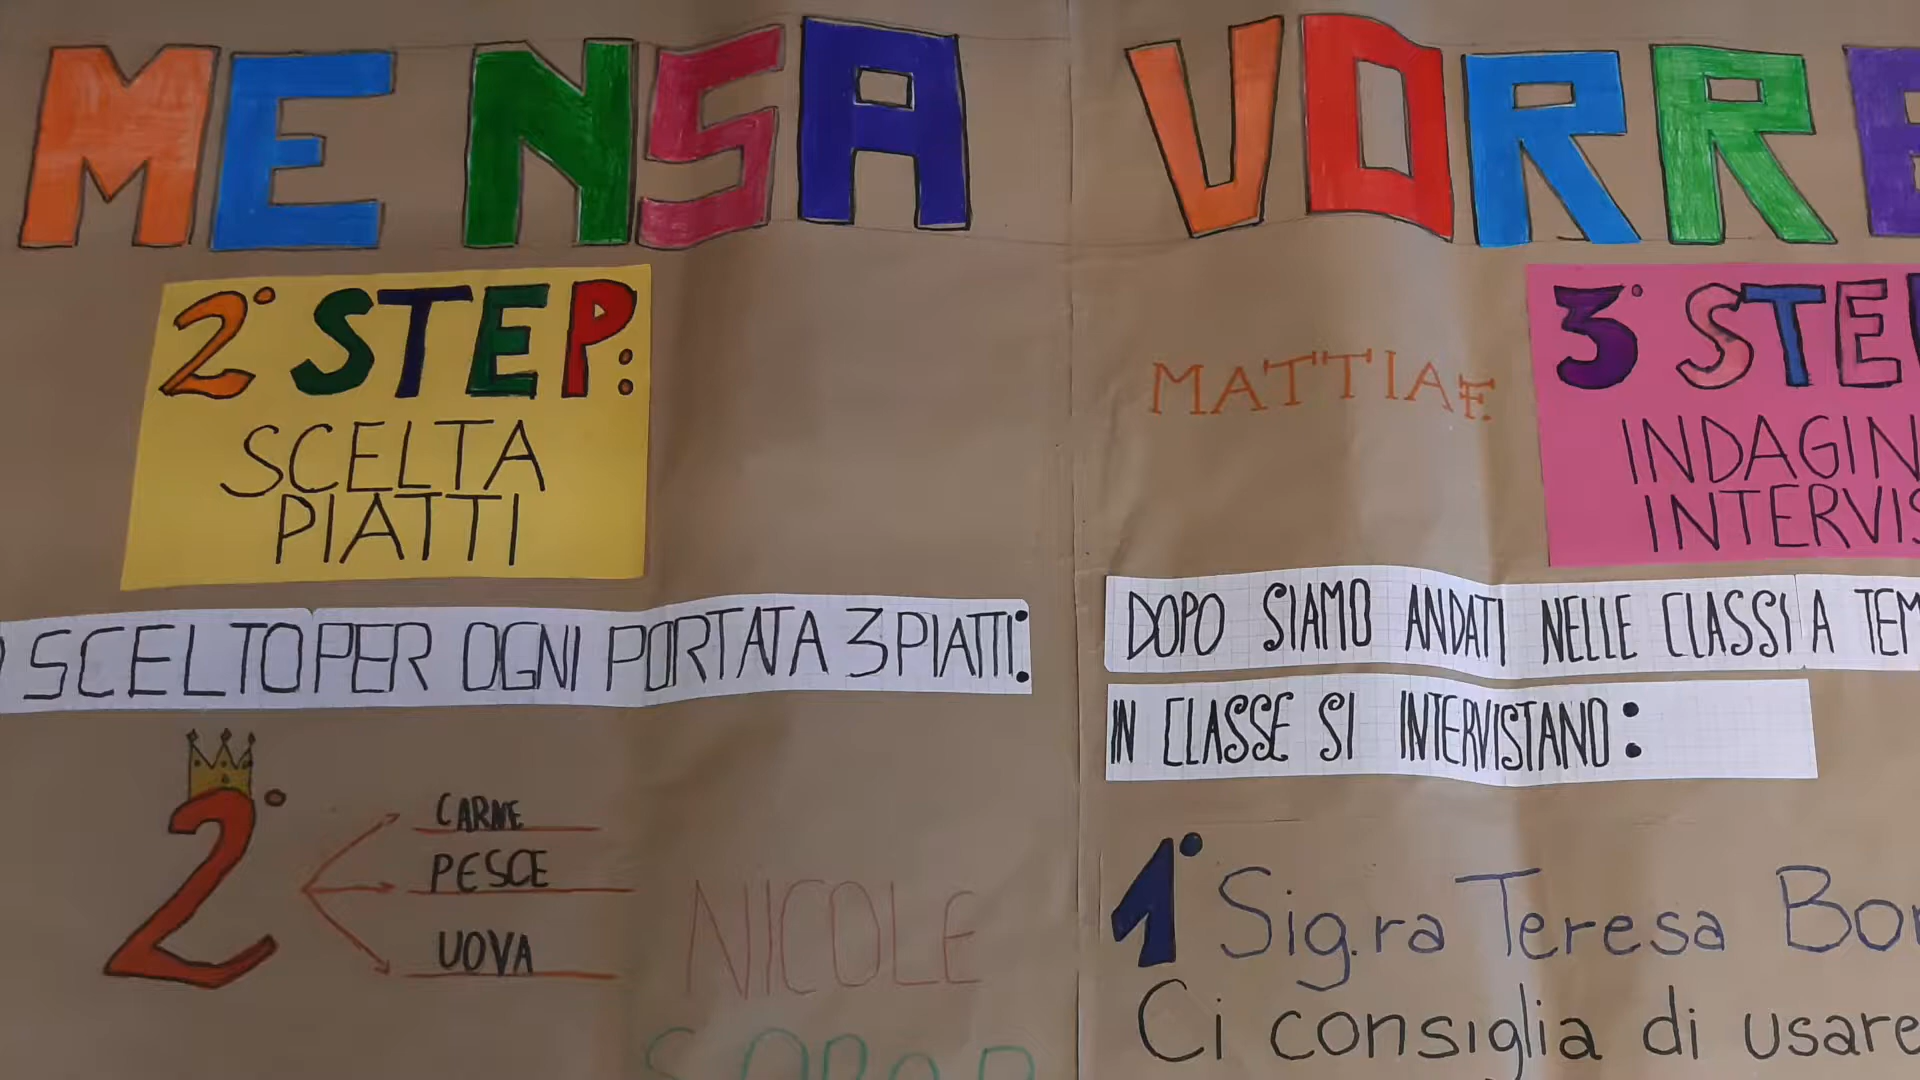 MENSA VORRE
2° STEP:
SCELTA
PIATTI
SCELTO PER OGNI PORTATA 3 PIATTI:
2°
CARNE
PESCE
UOVA
NICOLE
MATTIA F.
3° STEP
INDAGIN
INTERVIS
DOPO SIAMO ANDATI NELLE CLASSI A TEM
IN CLASSE SI INTERVISTANO:
1° Sig.ra Teresa Bo
Ci consiglia di usare